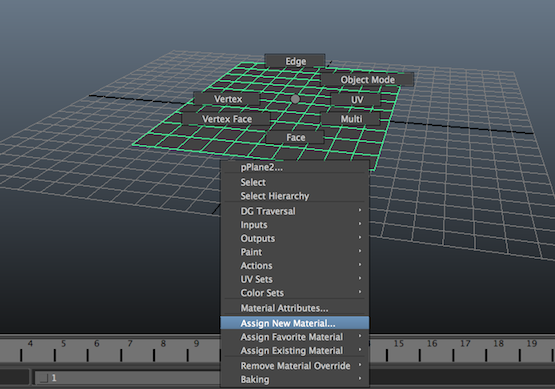 Edge
Object Mode
Vertex
UV
Vertex Face
Multi
Face
pPlane2...
Select
Select Hierarchy
DG Traversal
Inputs
Outputs
Paint
Actions
UV Sets
Color Sets
Material Attributes...
Assign New Material...
Assign Favorite Material
Assign Existing Material
Remove Material Override
Baking
4 5 6 7 8 9 15 16 17 18 19
1